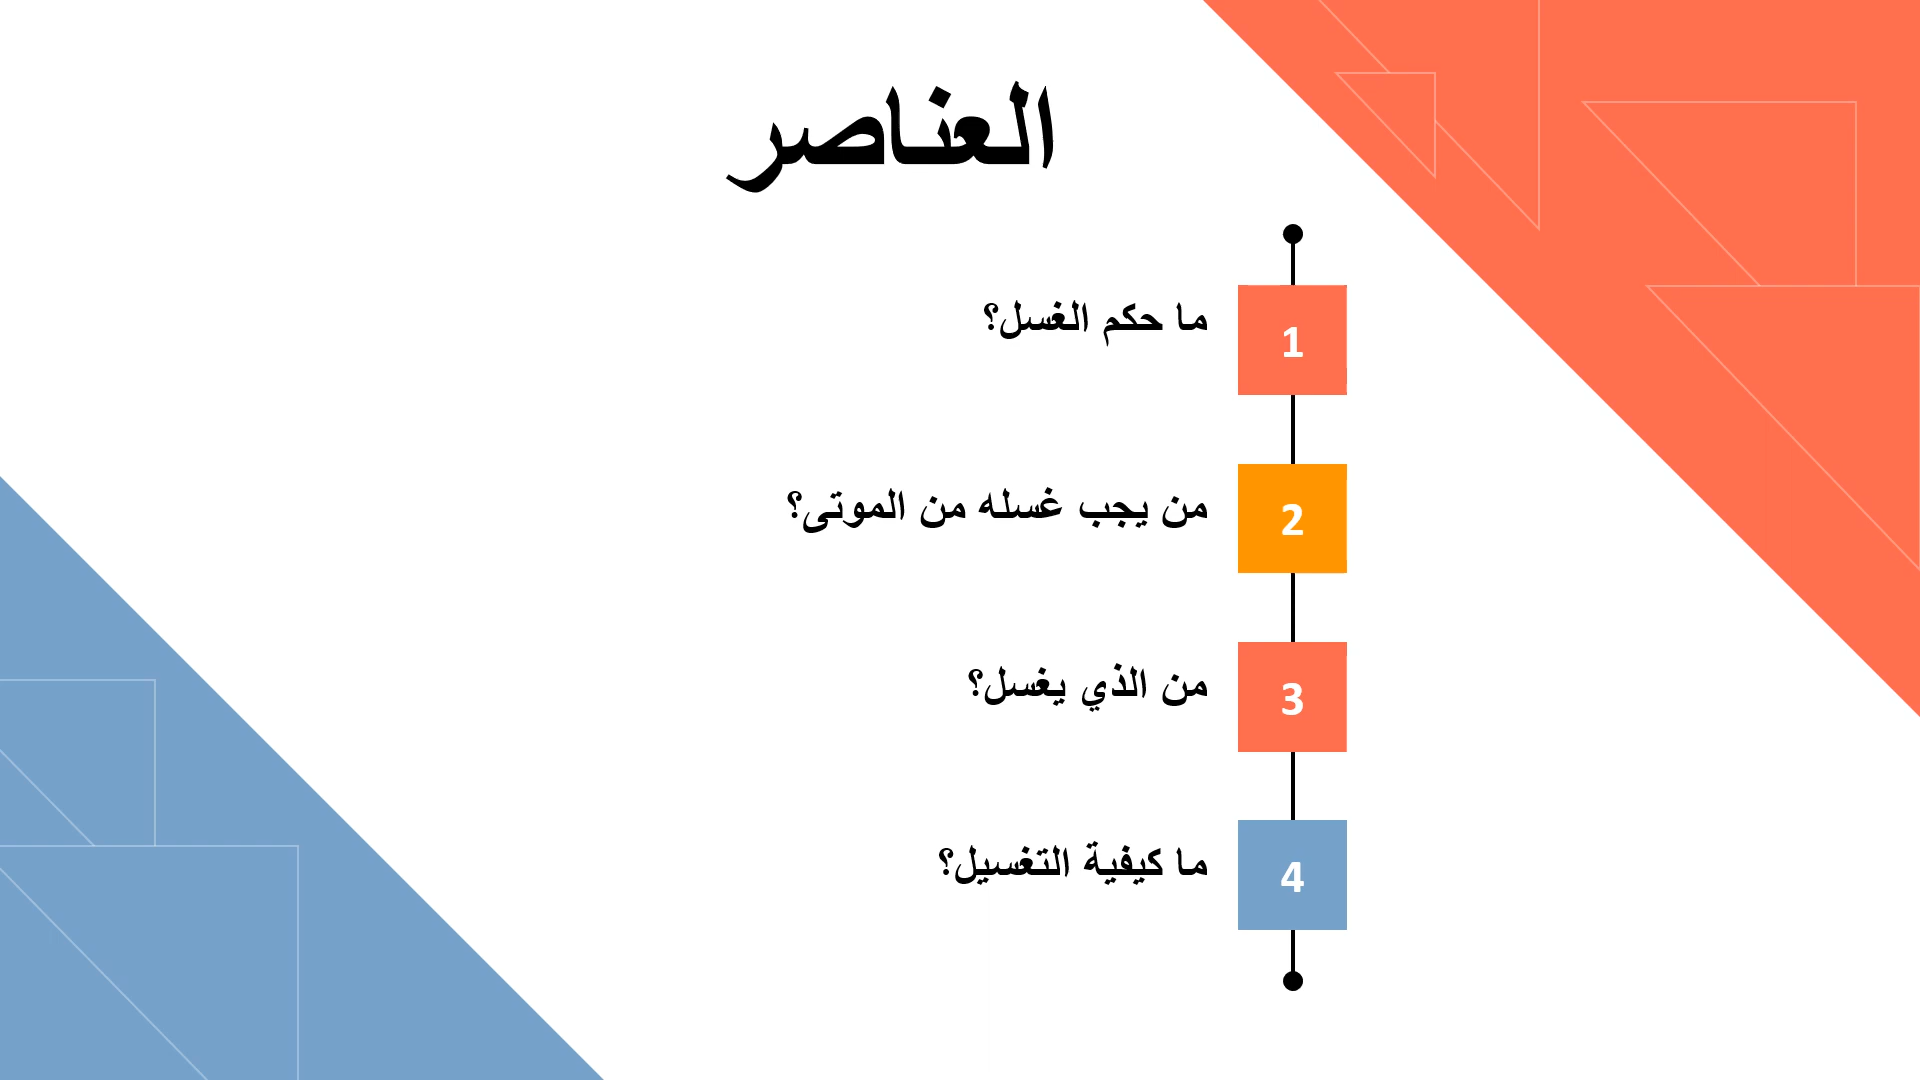 العناصر
1 ما حكم الغسل؟
2 من يجب غسله من الموتى؟
3 من الذي يغسل؟
4 ما كيفية التغسيل؟